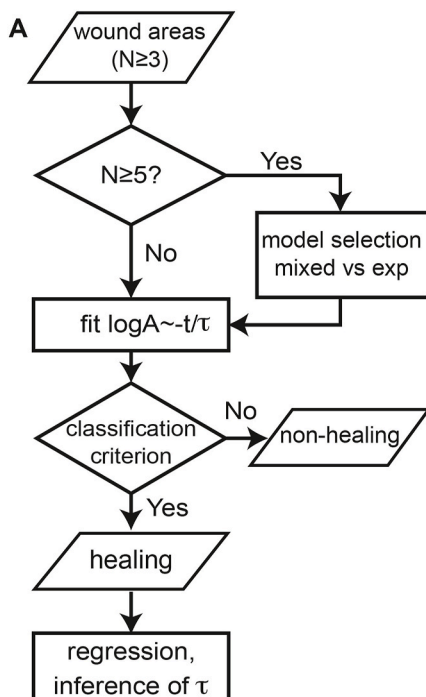 A
wound areas
(N≥3)
N≥5?
Yes
No
model selection
mixed vs exp
fit logA~-t/τ
classification
criterion
No
non-healing
Yes
healing
regression,
inference of τ